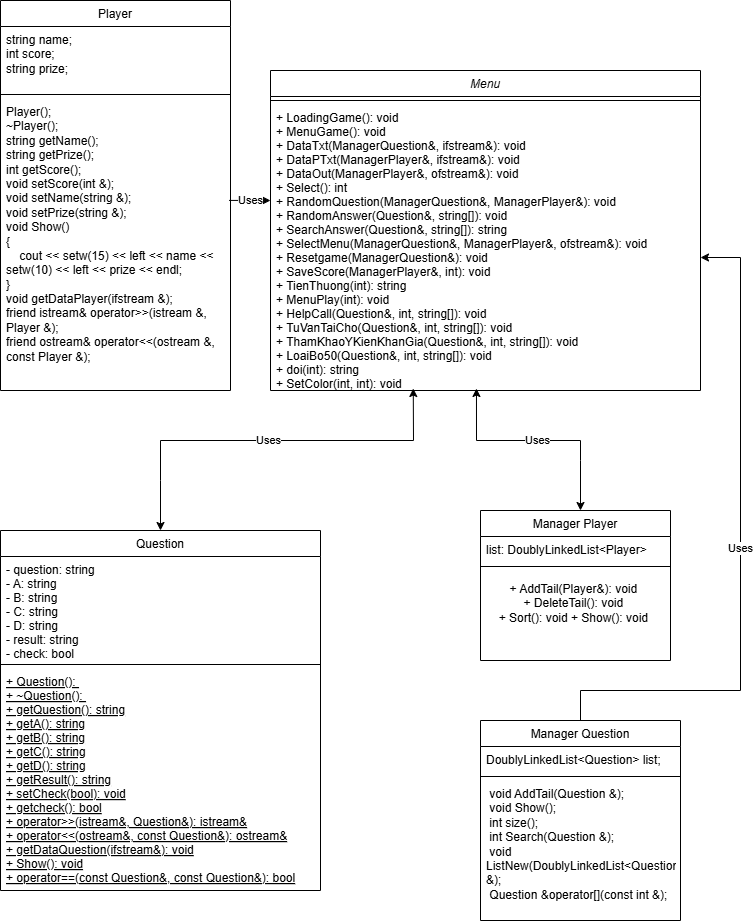 Player
string name;
int score;
string prize;
Player();
~Player();
string getName();
string getPrize();
int getScore();
void setScore(int &);
void setName(string &);
void setPrize(string &);
void Show()
{
cout << setw(15) << left << name <<
setw(10) << left << prize << endl;
}
void getDataPlayer(ifstream &);
friend istream& operator>>(istream &,
Player &);
friend ostream& operator<<(ostream &,
const Player &);
Uses
Menu
+ LoadingGame(): void
+ MenuGame(): void
+ DataTxt(ManagerQuestion&, ifstream&): void
+ DataPTxt(ManagerPlayer&, ifstream&): void
+ DataOut(ManagerPlayer&, ofstream&): void
+ Select(): int
+ RandomQuestion(ManagerQuestion&, ManagerPlayer&): void
+ RandomAnswer(Question&, string[]): void
+ SearchAnswer(Question&, string[]): string
+ SelectMenu(ManagerQuestion&, ManagerPlayer&, ofstream&): void
+ Resetgame(ManagerQuestion&): void
+ SaveScore(ManagerPlayer&, int): void
+ TienThuong(int): string
+ MenuPlay(int): void
+ HelpCall(Question&, int, string[]): void
+ TuVanTaiCho(Question&, int, string[]): void
+ ThamKhaoYKienKhanGia(Question&, int, string[]): void
+ LoaiBo50(Question&, int, string[]): void
+ doi(int): string
+ SetColor(int, int): void
Uses
Uses
Uses
Question
- question: string
- A: string
- B: string
- C: string
- D: string
- result: string
- check: bool
+ Question():
+ ~Question():
+ getQuestion(): string
+ getA(): string
+ getB(): string
+ getC(): string
+ getD(): string
+ getResult(): string
+ setCheck(bool): void
+ getcheck(): bool
+ operator>>(istream&, Question&): istream&
+ operator<<(ostream&, const Question&): ostream&
+ getDataQuestion(ifstream&): void
+ Show(): void
+ operator==(const Question&, const Question&): bool
Manager Player
list: DoublyLinkedList<Player>
+ AddTail(Player&): void
+ DeleteTail(): void
+ Sort(): void + Show(): void
Manager Question
DoublyLinkedList<Question> list;
void AddTail(Question &);
void Show();
int size();
int Search(Question &);
void
ListNew(DoublyLinkedList<Question
&);
Question &operator[](const int &);